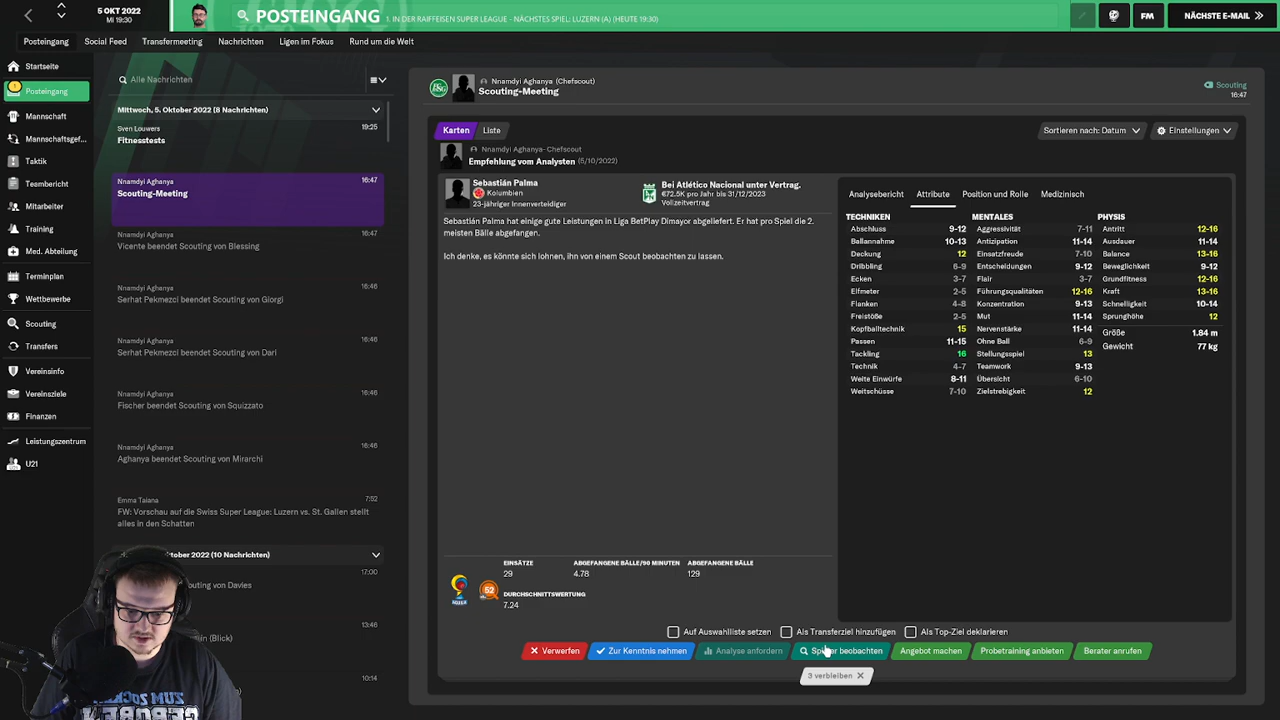 5 OKT 2022
MI 19:30
POSTEINGANG
1. IN DER RAIFFEISEN SUPER LEAGUE - NÄCHSTES SPIEL: LUZERN (A) (HEUTE 19:30)
FM
NÄCHSTE E-MAIL
Posteingang
Social Feed
Transfermeeting
Nachrichten
Ligen im Fokus
Rund um die Welt
Startseite
Posteingang
Mannschaft
Mannschaftsgef...
Taktik
Teambericht
Mitarbeiter
Training
Med. Abteilung
Terminplan
Wettbewerbe
Scouting
Transfers
Vereinsinfo
Vereinsziele
Finanzen
Leistungszentrum
U21
Alle Nachrichten
Mittwoch, 5. Oktober 2022 (8 Nachrichten)
Sven Louwers 19:25
Fitnesstests
Nnamdyi Aghanya 16:47
Scouting-Meeting
Nnamdyi Aghanya 16:47
Vicente beendet Scouting von Blessing
Nnamdyi Aghanya 16:46
Serhat Pekmezci beendet Scouting von Giorgi
Nnamdyi Aghanya 16:46
Serhat Pekmezci beendet Scouting von Dari
Nnamdyi Aghanya 16:46
Fischer beendet Scouting von Squizzato
Nnamdyi Aghanya 16:46
Aghanya beendet Scouting von Mirarchi
Emma Taiana 7:52
FW: Vorschau auf die Swiss Super League: Luzern vs. St. Gallen stellt
alles in den Schatten
ktober 2022 (10 Nachrichten)
17:00
outing von Davies
13:46
(Blick)
10:14
Nnamdyi Aghanya (Chefscout)
Scouting-Meeting
Scouting
16:47
Karten
Liste
Sortieren nach: Datum
Einstellungen
Nnamdyi Aghanya- Chefscout
Empfehlung vom Analysten (5/10/2022)
Sebastián Palma
Kolumbien
23-jähriger Innenverteidiger
Bei Atlético Nacional unter Vertrag.
€72.5K pro Jahr bis 31/12/2023
Vollzeitvertrag
Sebastián Palma hat einige gute Leistungen in Liga BetPlay Dimayor abgeliefert. Er hat pro Spiel die 2.
meisten Bälle abgefangen.
Ich denke, es könnte sich lohnen, ihn von einem Scout beobachten zu lassen.
EINSÄTZE
29
ABGEFANGENE BÄLLE/90 MINUTEN
4.78
ABGEFANGENE BÄLLE
129
52
DURCHSCHNITTSWERTUNG
7.24
Analysebericht
Attribute
Position und Rolle
Medizinisch
TECHNIKEN
Abschluss 9-12
Ballannahme 10-13
Deckung 12
Dribbling 6-9
Ecken 3-7
Elfmeter 2-5
Flanken 4-8
Freistöße 2-5
Kopfballtechnik 15
Passen 11-15
Tackling 16
Technik 4-7
Weite Einwürfe 8-11
Weitschüsse 7-10
MENTALES
Aggressivität 7-11
Antizipation 11-14
Einsatzfreude 7-10
Entscheidungen 9-12
Flair 3-7
Führungsqualitäten 12-16
Konzentration 9-13
Mut 11-14
Nervenstärke 11-14
Ohne Ball 6-9
Stellungsspiel 13
Teamwork 9-13
Übersicht 6-10
Zielstrebigkeit 12
PHYSIS
Antritt 12-16
Ausdauer 11-14
Balance 13-16
Beweglichkeit 9-12
Grundfitness 12-16
Kraft 13-16
Schnelligkeit 10-14
Sprunghöhe 12
Größe 1.84 m
Gewicht 77 kg
Auf Auswahlliste setzen
Als Transferziel hinzufügen
Als Top-Ziel deklarieren
Verwerfen
Zur Kenntnis nehmen
Analyse anfordern
Spieler beobachten
Angebot machen
Probetraining anbieten
Berater anrufen
3 verbleiben